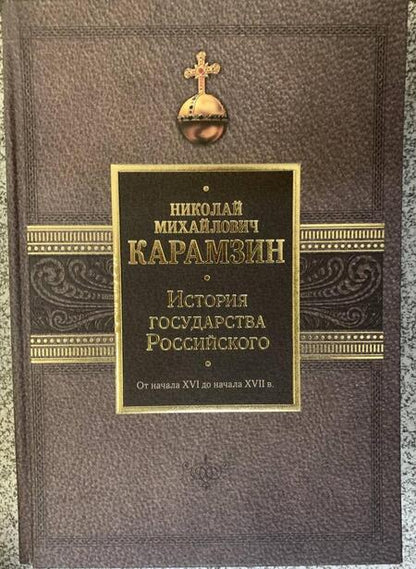 Николай
Михайлович
Карамзин
История
государства
Российского
От начала XVI до начала XVII в.